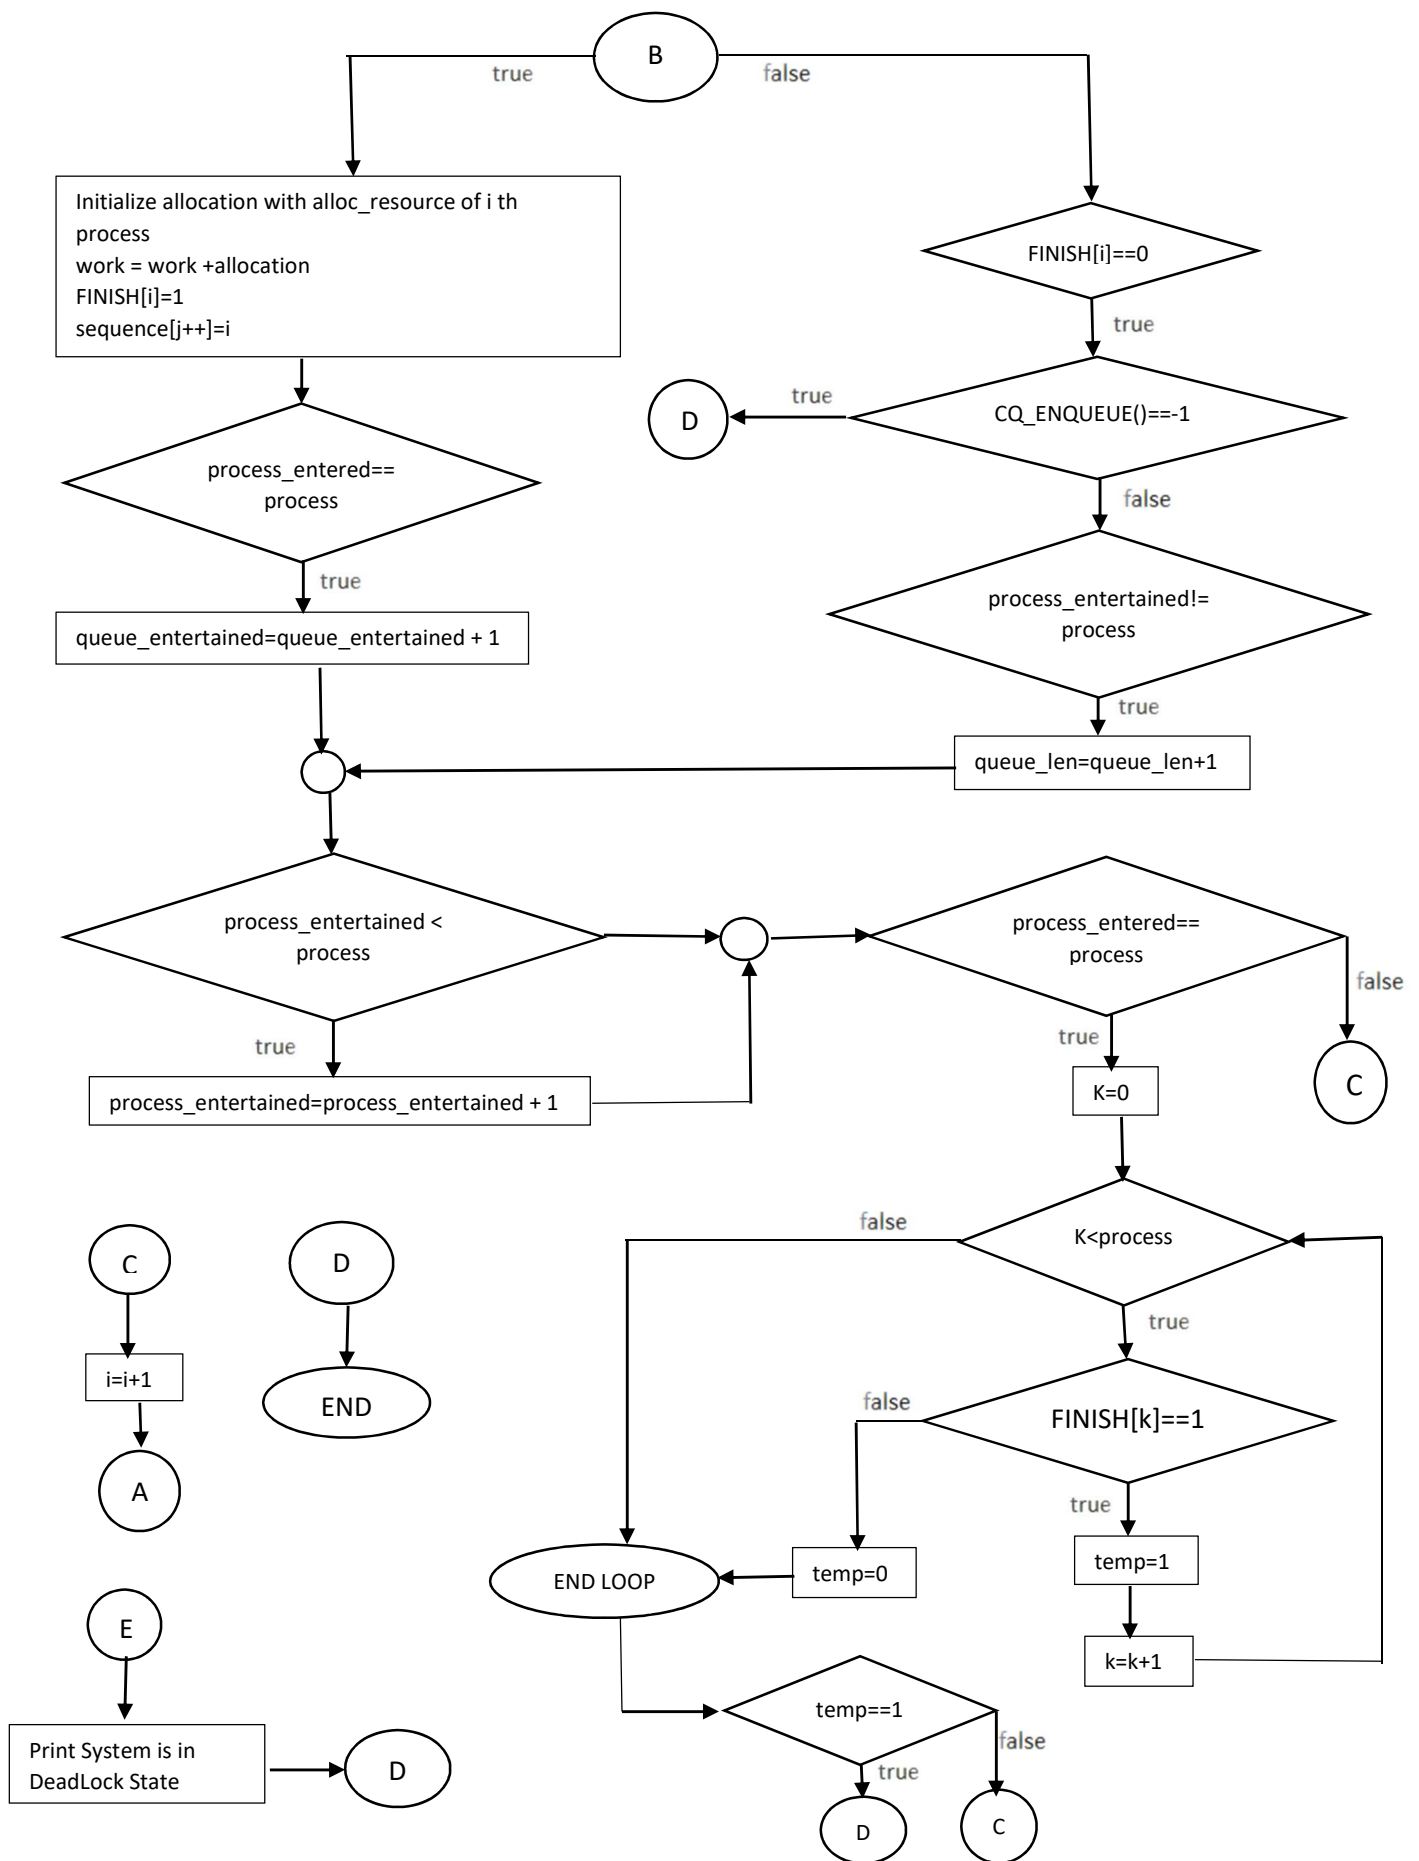 B
true
false
Initialize allocation with alloc_resource of i th
process
work = work +allocation
FINISH[i]=1
sequence[j++]=i
FINISH[i]==0
true
D
true
CQ_ENQUEUE()==-1
process_entered==
process
false
true
process_entertained!=
process
queue_entertained=queue_entertained + 1
true
queue_len=queue_len+1
process_entertained <
process
process_entered==
process
false
true
true
process_entertained=process_entertained + 1
K=0
C
false
K<process
C
D
true
i=i+1
false
FINISH[k]==1
END
A
true
temp=0
temp=1
END LOOP
E
k=k+1
temp==1
false
Print System is in
DeadLock State
D
true
D
C